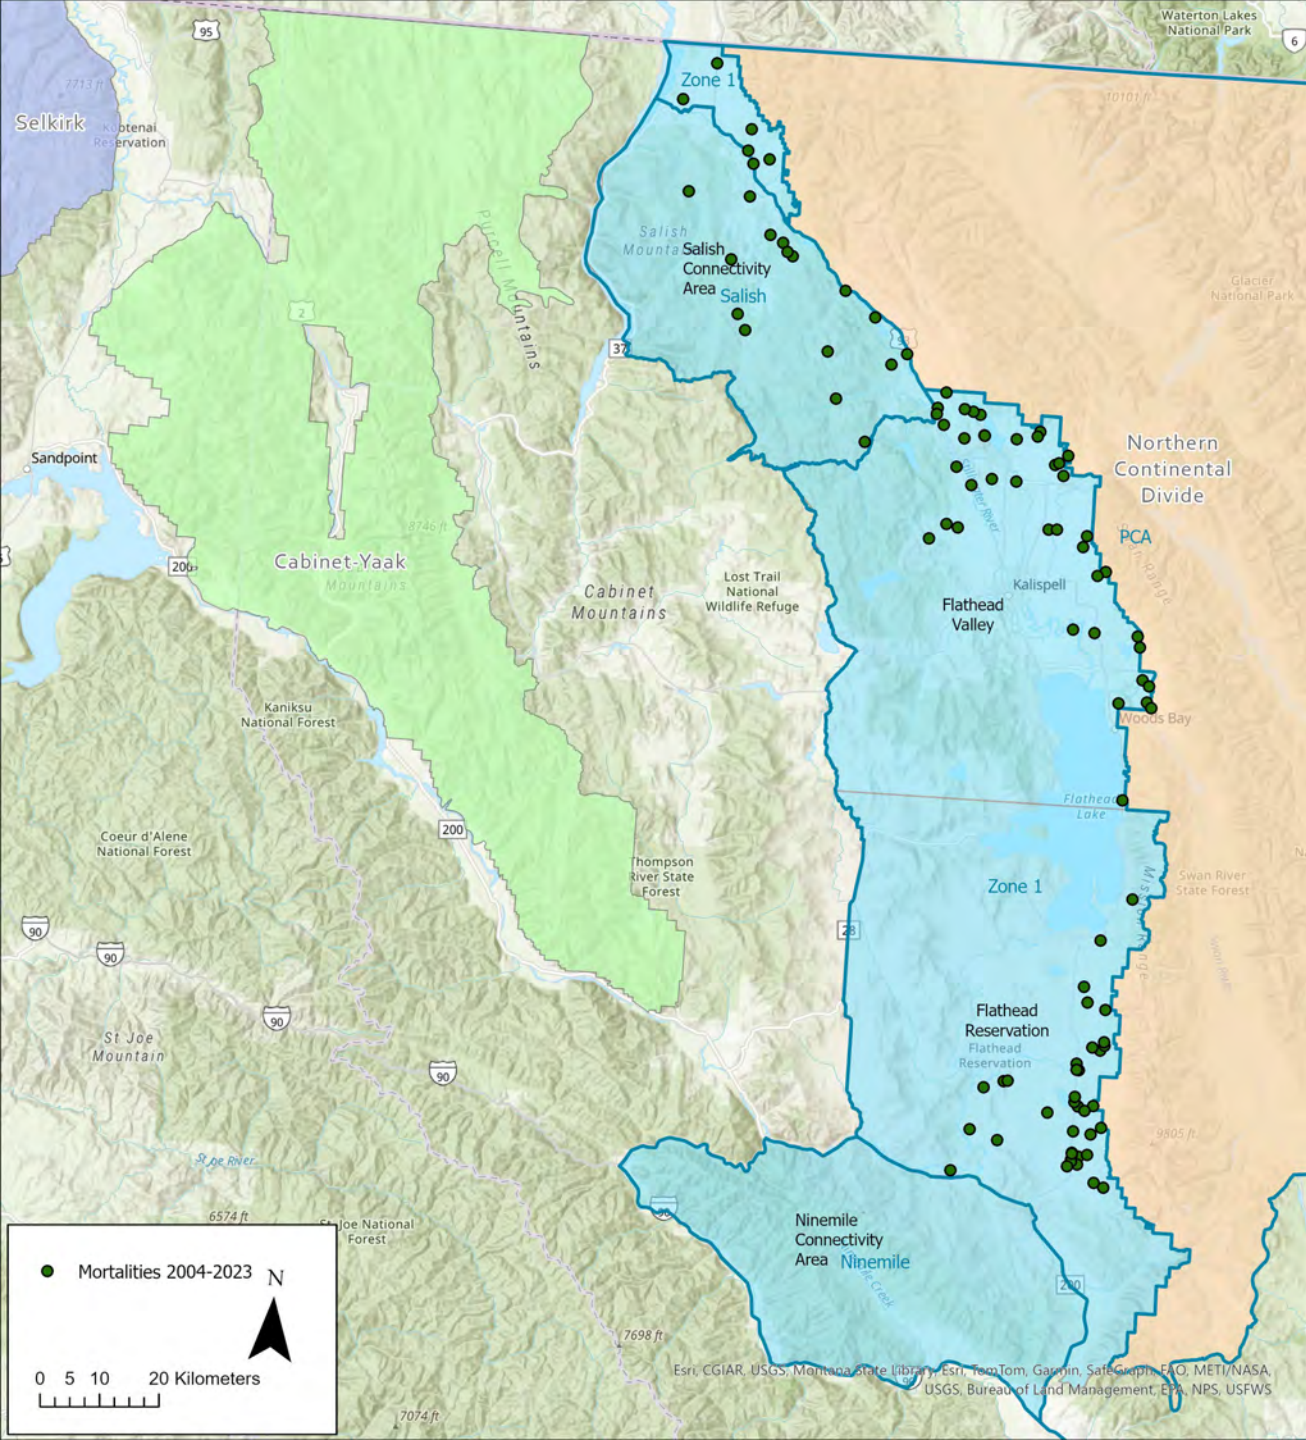 95
Waterton Lakes
National Park
6
7713 ft
Zone 1
10101 ft
Selkirk
Kootenai
Reservation
Salish
Salish
Connectivity
Area
Salish
Purcell Mountains
Mountains
Glacier
National Park
2
37
Northern
Continental
Divide
Sandpoint
PCA
8746 ft
200
Cabinet-Yaak
Mountains
Cabinet
Mountains
Lost Trail
National
Wildlife Refuge
Kalispell
Flathead
Valley
Kaniksu
National Forest
Woods Bay
Flathead
Lake
200
Coeur d'Alene
National Forest
Thompson
River State
Forest
Zone 1
Swan River
State Forest
90
90
28
90
Flathead
Reservation
Flathead
Reservation
St Joe
Mountain
90
9805 ft
St Joe River
90
6574 ft
St Joe National
Forest
Ninemile
Connectivity
Area
Ninemile
200
Mortalities 2004-2023
N
7698 ft
0 5 10 20 Kilometers
Esri, CGIAR, USGS, Montana State Library, Esri, TomTom, Garmin, SafeGraph, FAO, METI/NASA,
USGS, Bureau of Land Management, EPA, NPS, USFWS
7074 ft